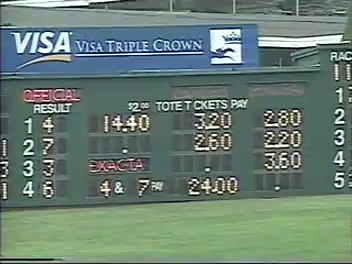 VISA VISA TRIPLE CROWN
OFFICIAL
RESULT $2.00 TOTE TICKETS PAY
1 4 14.40 3.20 2.80
2 7 2.60 2.20
3 3 EXACTA 3.60
4 6 4 & 7 PAY 24.00
RAC
1
2
3
5